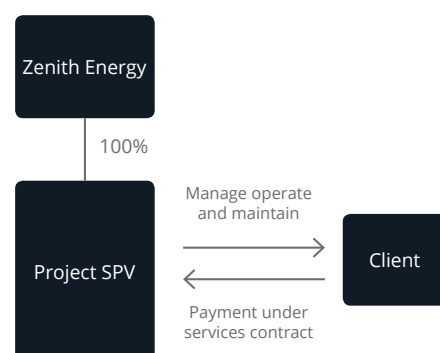 Zenith Energy
100%
Manage operate
and maintain
Project SPV
Client
Payment under
services contract